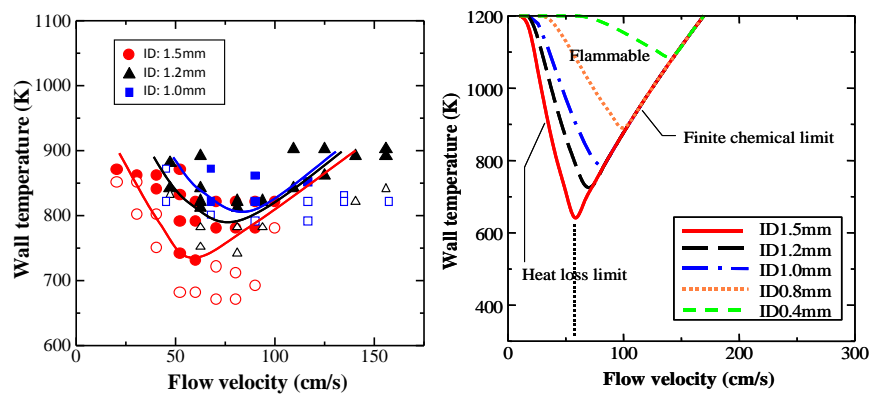 1100
1000
900
800
700
600
Wall temperature (K)
ID: 1.5mm
ID: 1.2mm
ID: 1.0mm
0
50
100
150
Flow velocity (cm/s)
1200
1000
800
600
400
Wall temperature (K)
Flammable
Finite chemical limit
Heat loss limit
ID1.5mm
ID1.2mm
ID1.0mm
ID0.8mm
ID0.4mm
0
100
200
300
Flow velocity (cm/s)